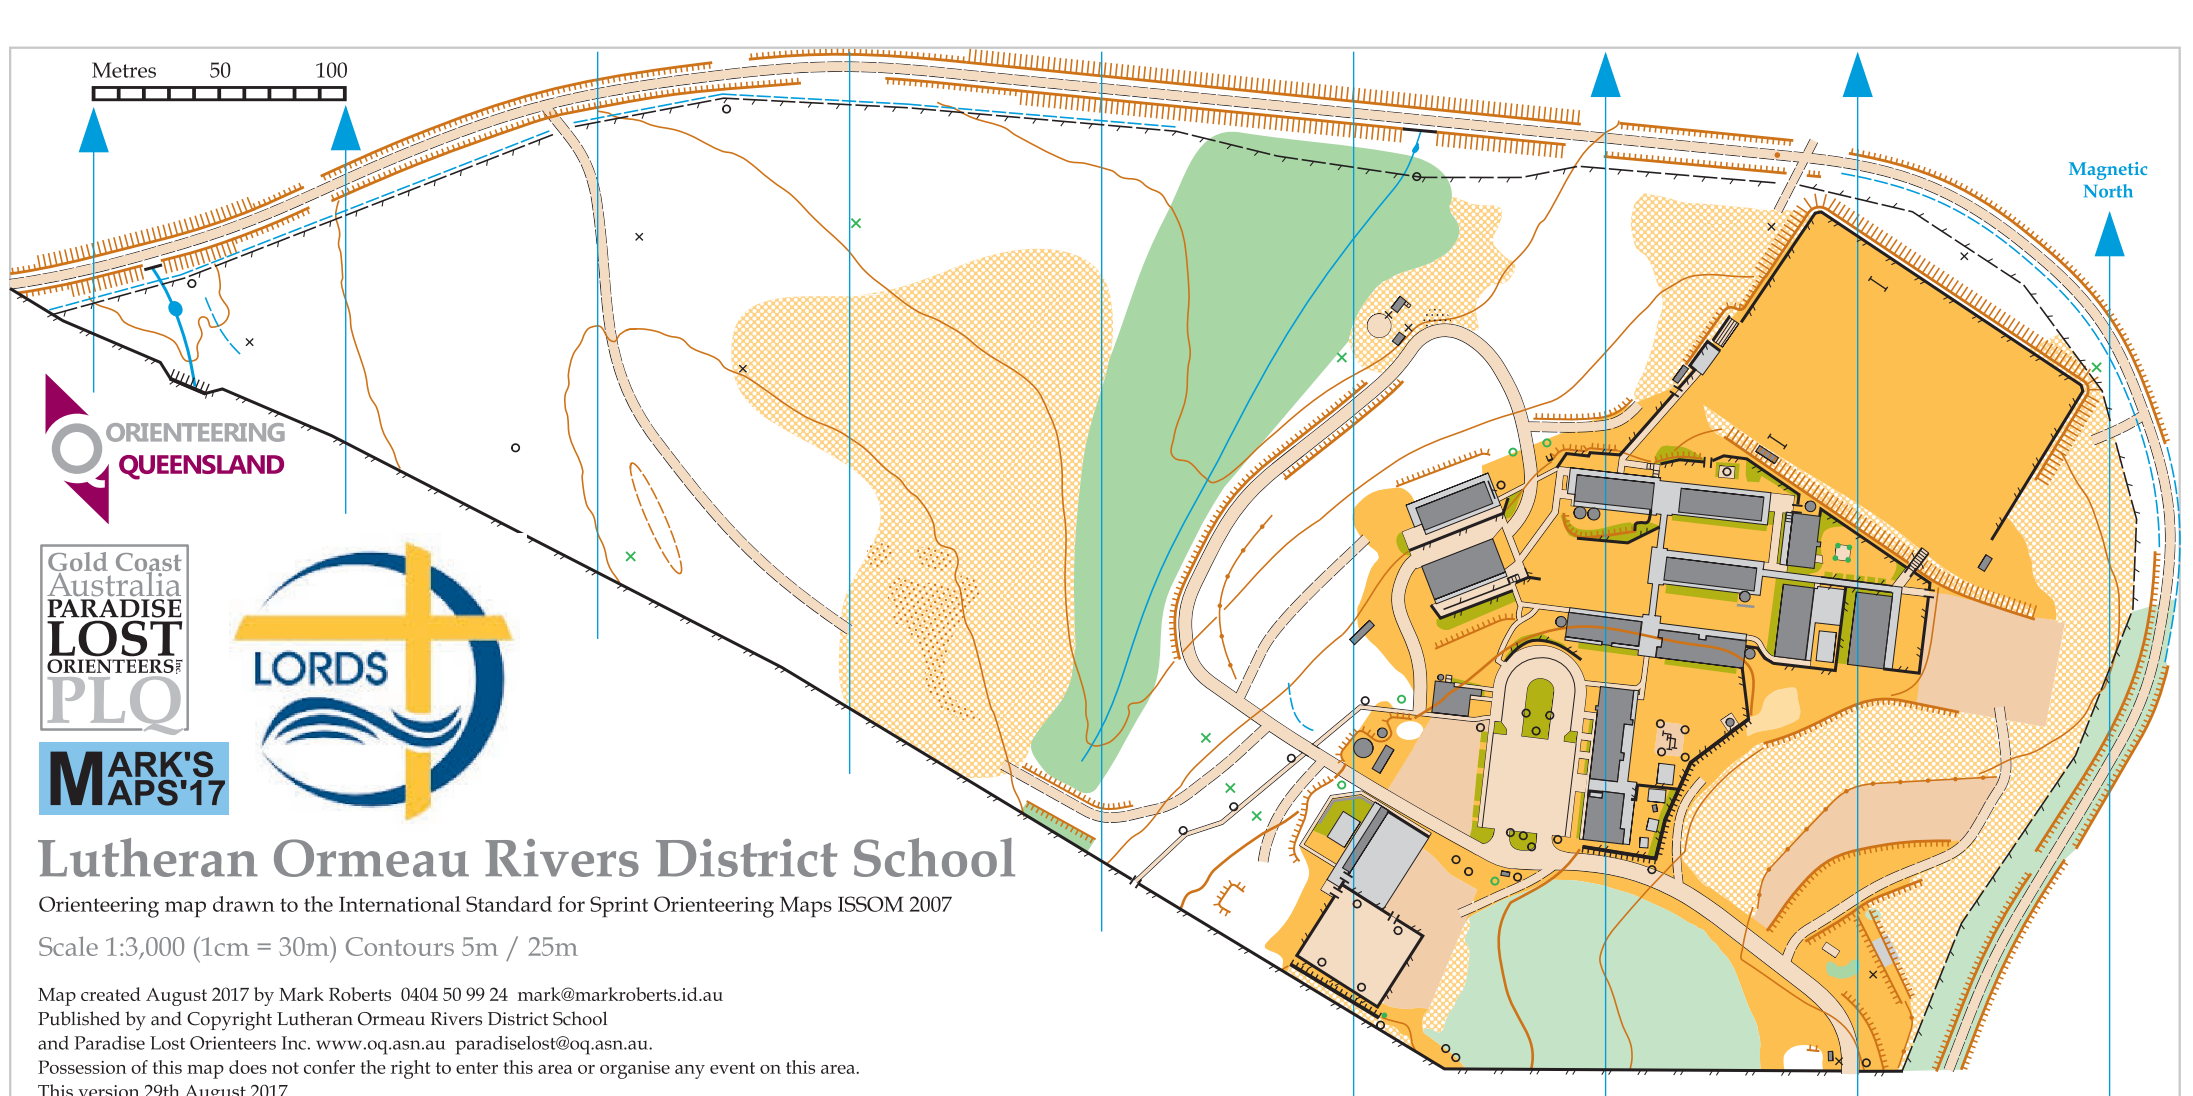 Metres 50 100
Magnetic
North
ORIENTEERING
QUEENSLAND
Gold Coast
Australia
PARADISE
LOST
ORIENTEERS Inc.
PLQ
LORDS
MARK'S
MAPS'17
Lutheran Ormeau Rivers District School
Orienteering map drawn to the International Standard for Sprint Orienteering Maps ISSOM 2007
Scale 1:3,000 (1cm = 30m) Contours 5m / 25m
Map created August 2017 by Mark Roberts 0404 50 99 24 mark@markroberts.id.au
Published by and Copyright Lutheran Ormeau Rivers District School
and Paradise Lost Orienteers Inc. www.oq.asn.au paradiselost@oq.asn.au.
Possession of this map does not confer the right to enter this area or organise any event on this area.
This version 29th August 2017